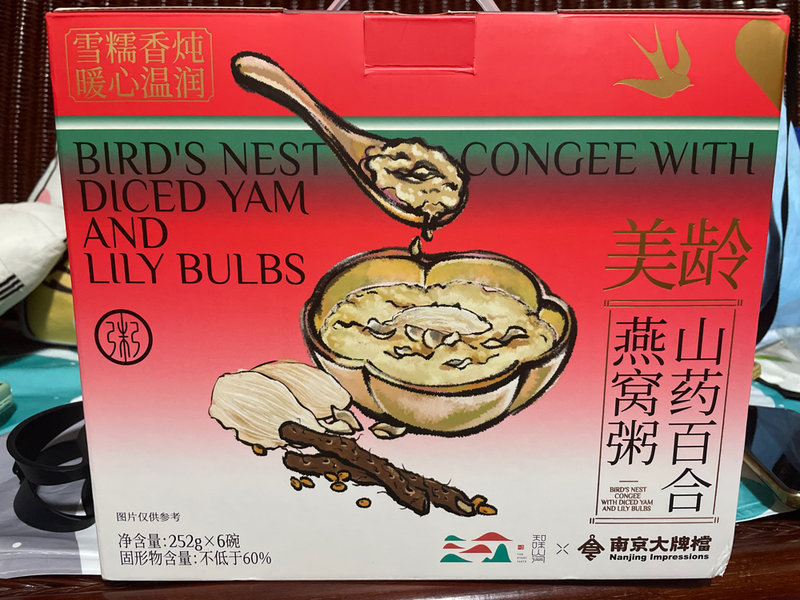 雪糯香炖
暖心温润
BIRD'S NEST CONGEE WITH
DICED YAM
AND
LILY BULBS
美龄
山药百合
燕窝粥
BIRD'S NEST
CONGEE
WITH DICED YAM
AND LILY BULBS
粥
图片仅供参考
净含量:252g×6碗
固形物含量:不低于60%
×
南京大牌檔
Nanjing Impressions